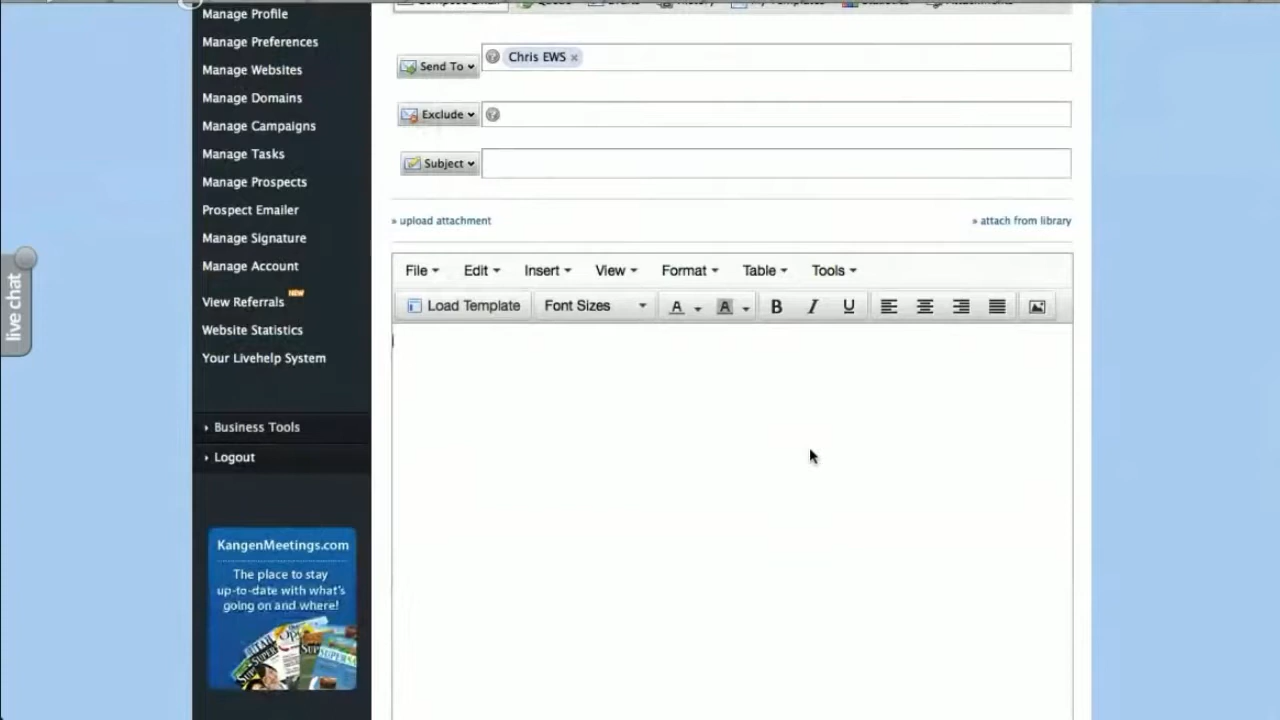 Manage Profile
Manage Preferences
Manage Websites
Manage Domains
Manage Campaigns
Manage Tasks
Manage Prospects
Prospect Emailer
Manage Signature
Manage Account
View Referrals NEW
Website Statistics
Your Livehelp System
Business Tools
Logout
KangenMeetings.com
The place to stay
up-to-date with what's
going on and where!
live chat
Send To Chris EWS ×
Exclude
Subject
» upload attachment » attach from library
File Edit Insert View Format Table Tools
Load Template Font Sizes A A B I U